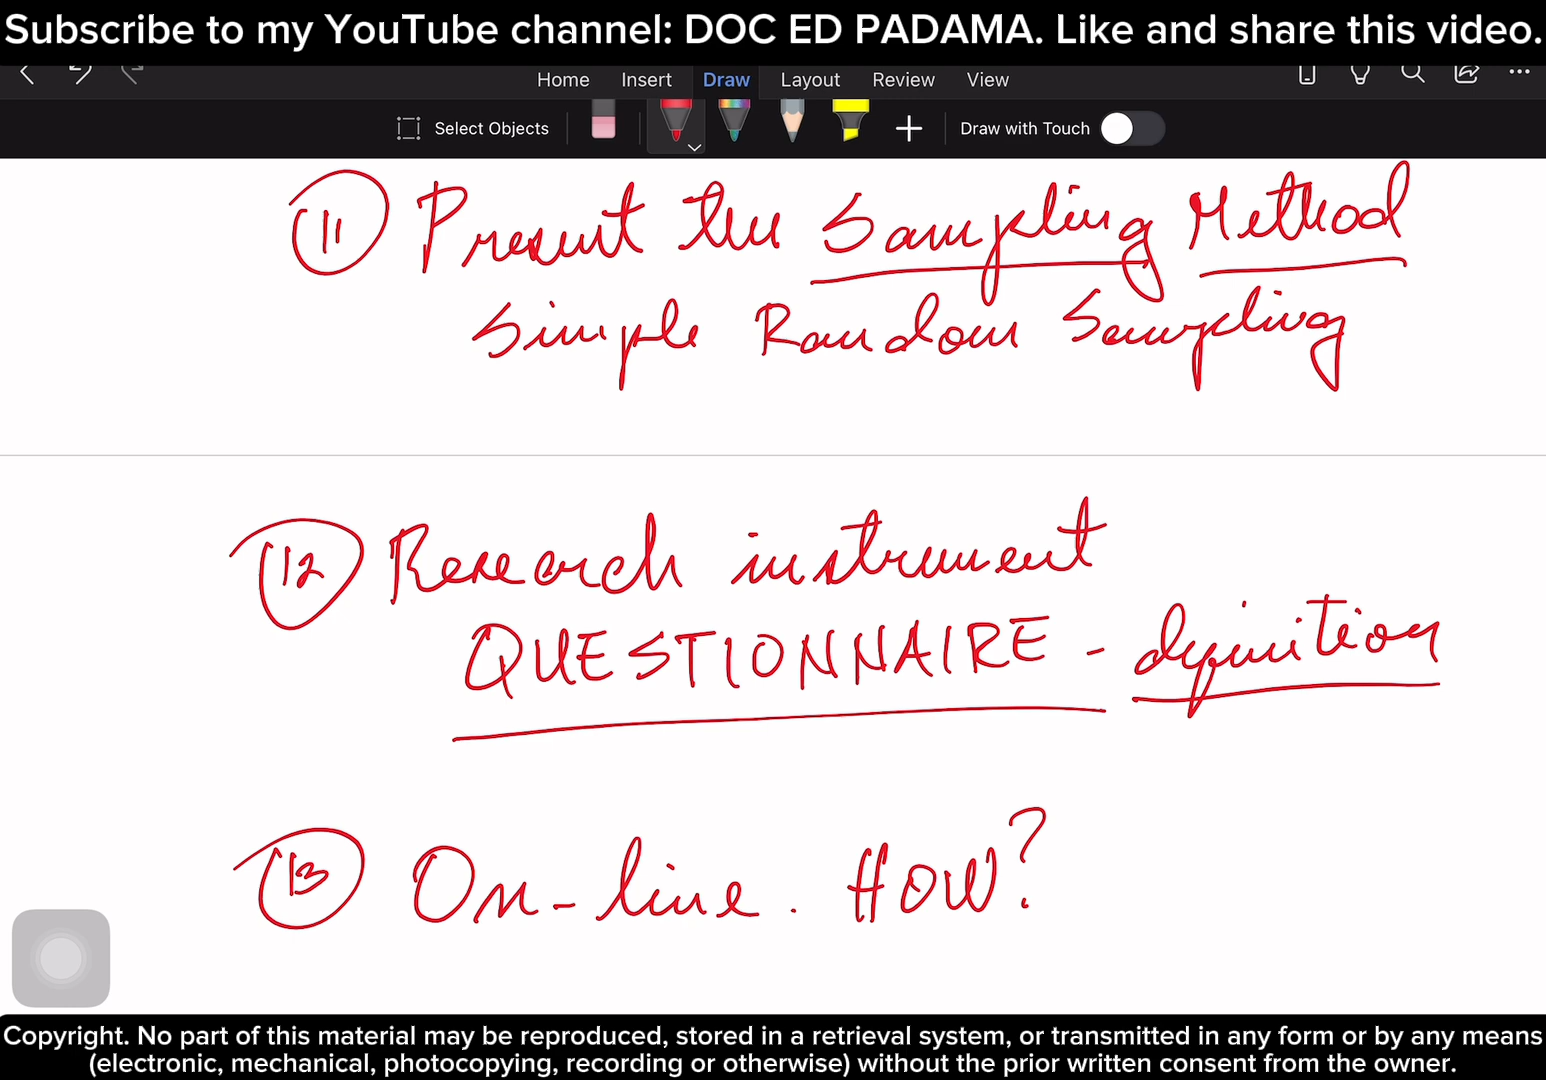 Subscribe to my YouTube channel: DOC ED PADAMA. Like and share this video.
Home Insert Draw Layout Review View
Select Objects Draw with Touch
11 Present the Sampling Method
Simple Random Sampling
12 Research instrument
QUESTIONNAIRE - definition
13 On-line. HOW?
Copyright. No part of this material may be reproduced, stored in a retrieval system, or transmitted in any form or by any means
(electronic, mechanical, photocopying, recording or otherwise) without the prior written consent from the owner.